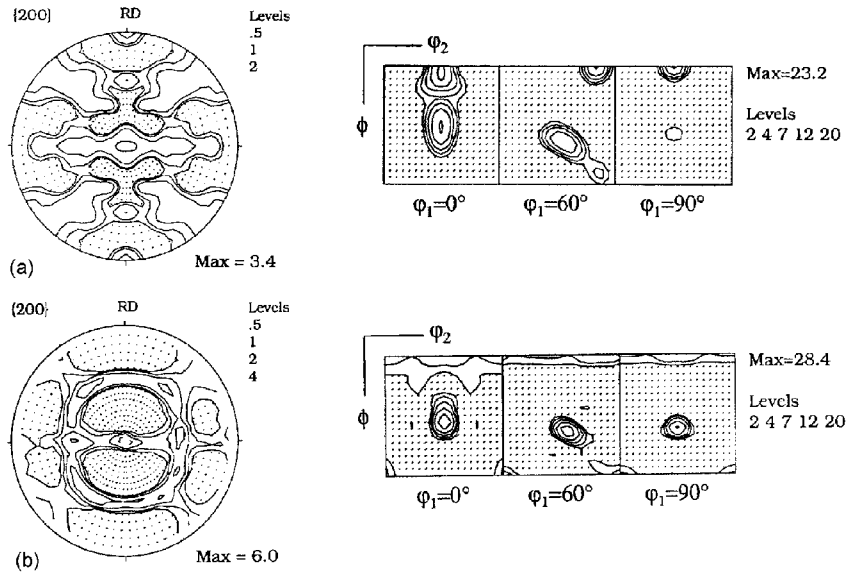 {200}
RD
Levels
.5
1
2
Max = 3.4
(a)
φ₂
ϕ
Max=23.2
Levels
2 4 7 12 20
φ₁=0°
φ₁=60°
φ₁=90°
{200}
RD
Levels
.5
1
2
4
Max = 6.0
(b)
φ₂
ϕ
Max=28.4
Levels
2 4 7 12 20
φ₁=0°
φ₁=60°
φ₁=90°